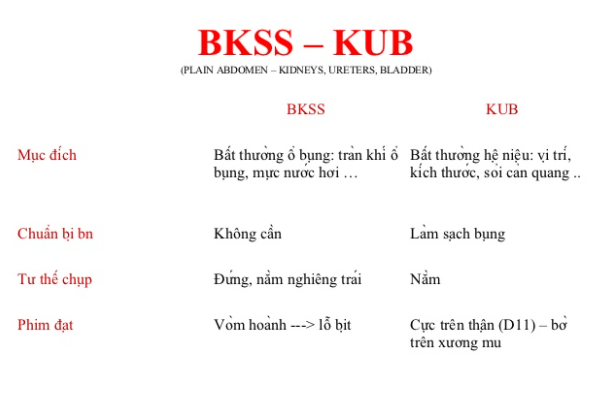 BKSS – KUB
(PLAIN ABDOMEN – KIDNEYS, URETERS, BLADDER)
BKSS KUB
Mục đích Bất thường ổ bụng: tràn khí ổ Bất thường hệ niệu: vị trí,
bụng, mực nước hơi … kích thước, sỏi cản quang ..
Chuẩn bị bn Không cần Làm sạch bụng
Tư thế chụp Đứng, nằm nghiêng trái Nằm
Phim đạt Vòm hoành ---> lỗ bịt Cực trên thận (D11) – bờ
trên xương mu